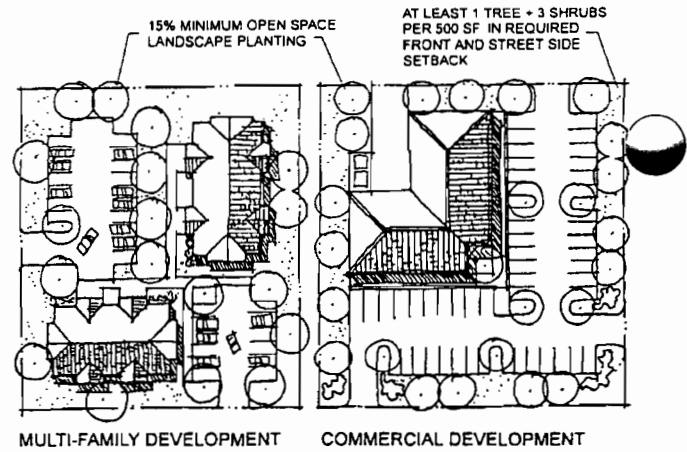 15% MINIMUM OPEN SPACE
LANDSCAPE PLANTING
AT LEAST 1 TREE + 3 SHRUBS
PER 500 SF IN REQUIRED
FRONT AND STREET SIDE
SETBACK
MULTI-FAMILY DEVELOPMENT
COMMERCIAL DEVELOPMENT